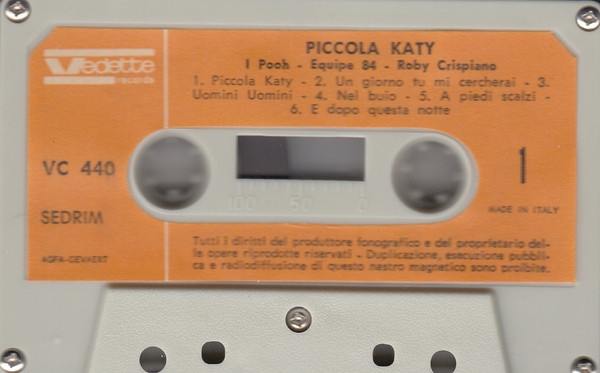 PICCOLA KATY
Vedette
records
I Pooh - Equipe 84 - Roby Crispiano
1. Piccola Katy - 2. Un giorno tu mi cercherai - 3.
Uomini Uomini - 4. Nel buio - 5. A piedi scalzi -
6. E dopo questa notte
VC 440
1
SEDRIM
100 50 0
MADE IN ITALY
AGFA-GEVAERT
Tutti i diritti del produttore fonografico e del proprietario del-
le opere riprodotte riservati - Duplicazione, esecuzione pubbli-
ca e radiodiffusione di questo nastro magnetico sono proibite.